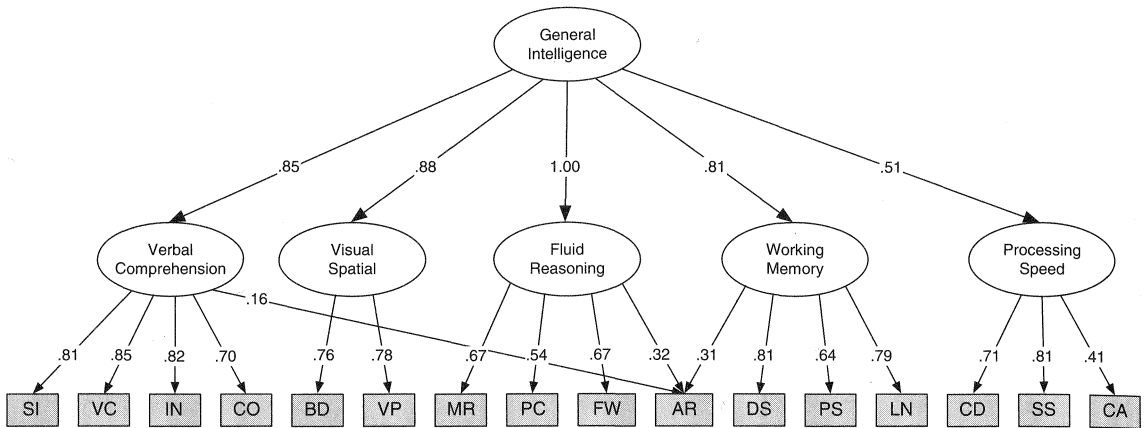 General
Intelligence
.85
.88
1.00
.81
.51
Verbal
Comprehension
Visual
Spatial
Fluid
Reasoning
Working
Memory
Processing
Speed
.16
.81
.85
.82
.70
.76
.78
.67
.54
.67
.32
.31
.81
.64
.79
.71
.81
.41
SI
VC
IN
CO
BD
VP
MR
PC
FW
AR
DS
PS
LN
CD
SS
CA